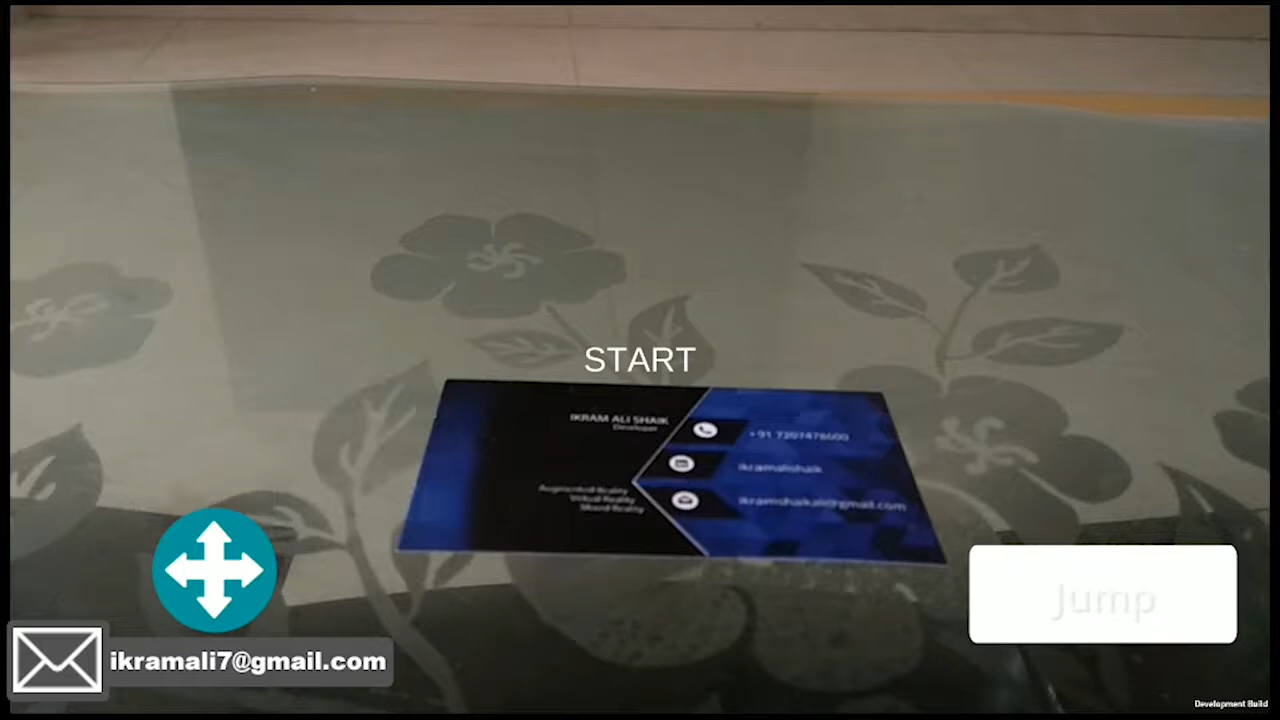 START
IKRAM ALI SHAIK
Developer
+91 7207478600
ikramalishaik
Augmented Reality
Virtual Reality
Mixed Reality
ikramshaikali@gmail.com
Jump
ikramali7@gmail.com
Development Build